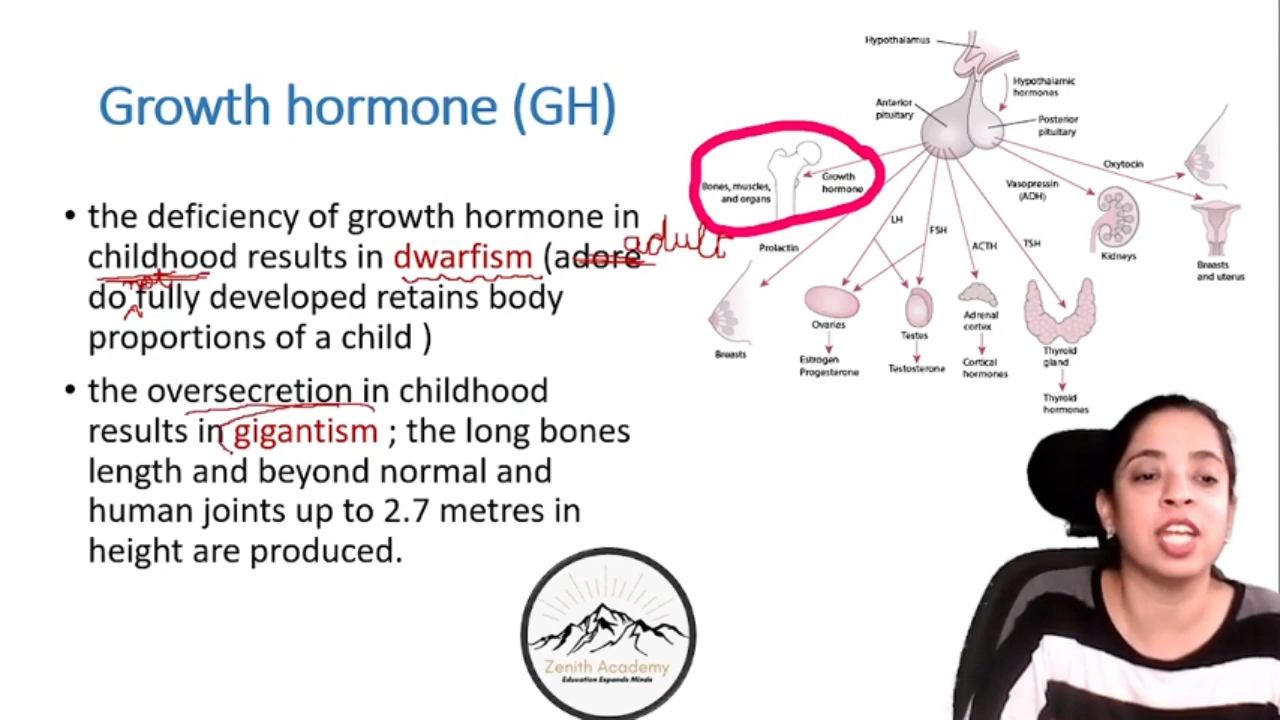 Growth hormone (GH)
• the deficiency of growth hormone in
childhood results in dwarfism (adore adult
not
do fully developed retains body
proportions of a child )
• the oversecretion in childhood
results in gigantism ; the long bones
length and beyond normal and
human joints up to 2.7 metres in
height are produced.
Hypothalamus
Hypothalamic
hormones
Anterior
pituitary
Posterior
pituitary
Bones, muscles,
and organs
Growth
hormone
Oxytocin
Vasopressin
(ADH)
LH
FSH
ACTH
TSH
Prolactin
Kidneys
Breasts
and uterus
Breasts
Ovaries
Estrogen
Progesterone
Testes
Testosterone
Adrenal
cortex
Cortical
hormones
Thyroid
gland
Thyroid
hormones
Zenith Academy
Education Expands Minds